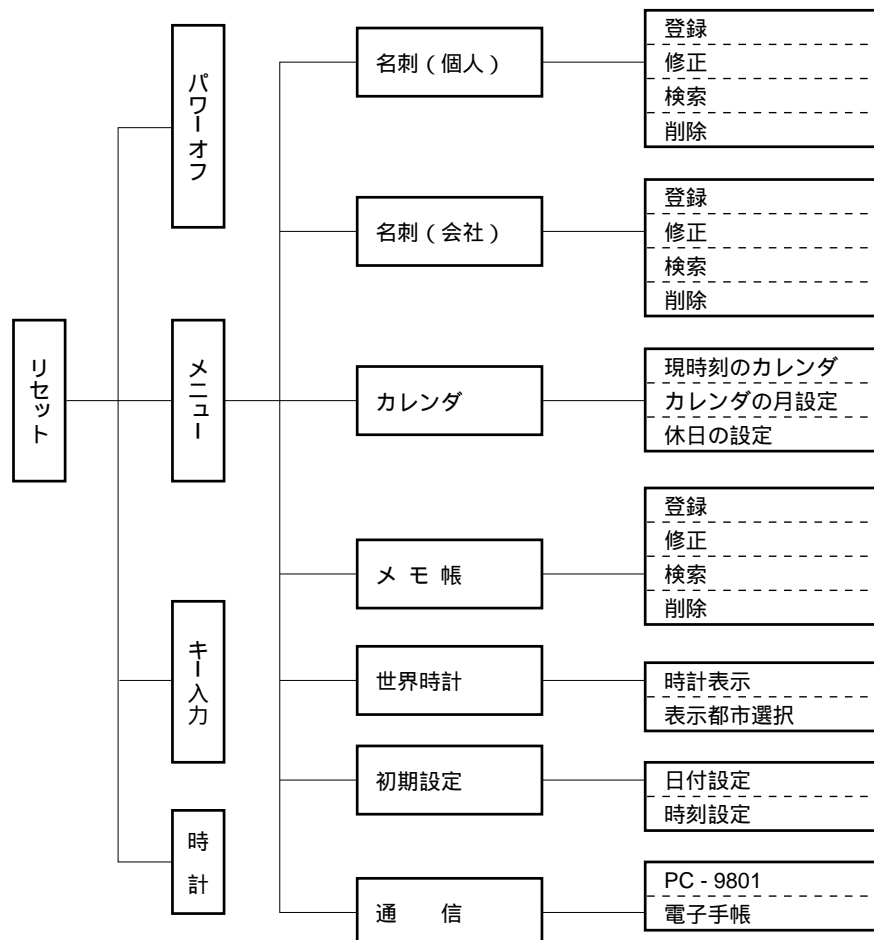 リセット
パワーオフ
メニュー
キー入力
時計
名刺（個人）
登録
修正
検索
削除
名刺（会社）
登録
修正
検索
削除
カレンダ
現時刻のカレンダ
カレンダの月設定
休日の設定
メ モ 帳
登録
修正
検索
削除
世界時計
時計表示
表示都市選択
初期設定
日付設定
時刻設定
通　信
PC - 9801
電子手帳